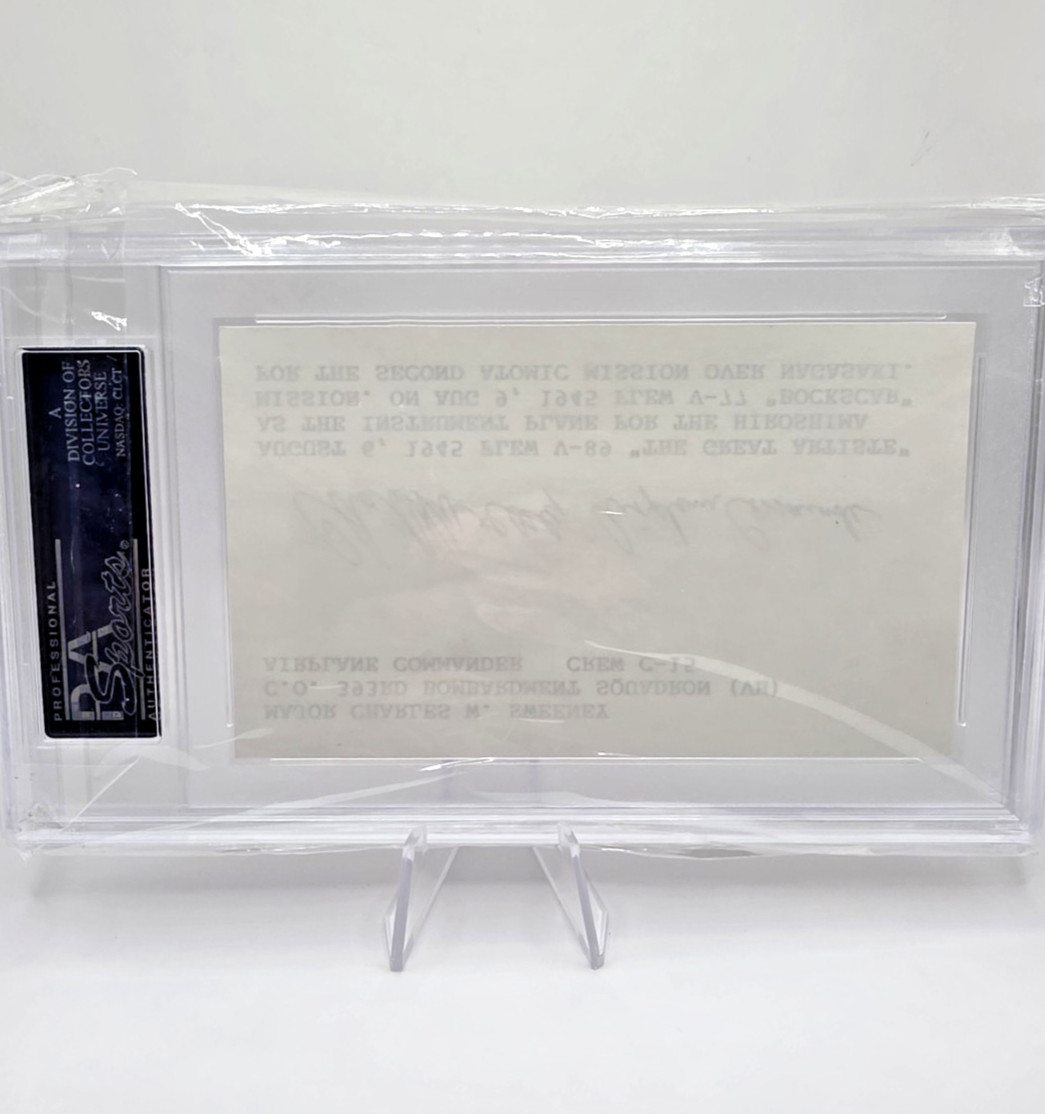 A
DIVISION OF
COLLECTORS
UNIVERSE
NASDAQ: CLCT
PROFESSIONAL
PSA
Sports
AUTHENTICATOR
MAJOR CHARLES W. SWEENEY
C.O. 393RD BOMBARDMENT SQUADRON (VH)
AIRPLANE COMMANDER CREW C-15
AUGUST 6, 1945 FLEW V-89 "THE GREAT ARTISTE"
AS THE INSTRUMENT PLANE FOR THE HIROSHIMA
MISSION. ON AUG 9, 1945 FLEW V-77 "BOCKSCAR"
FOR THE SECOND ATOMIC MISSION OVER NAGASAKI.